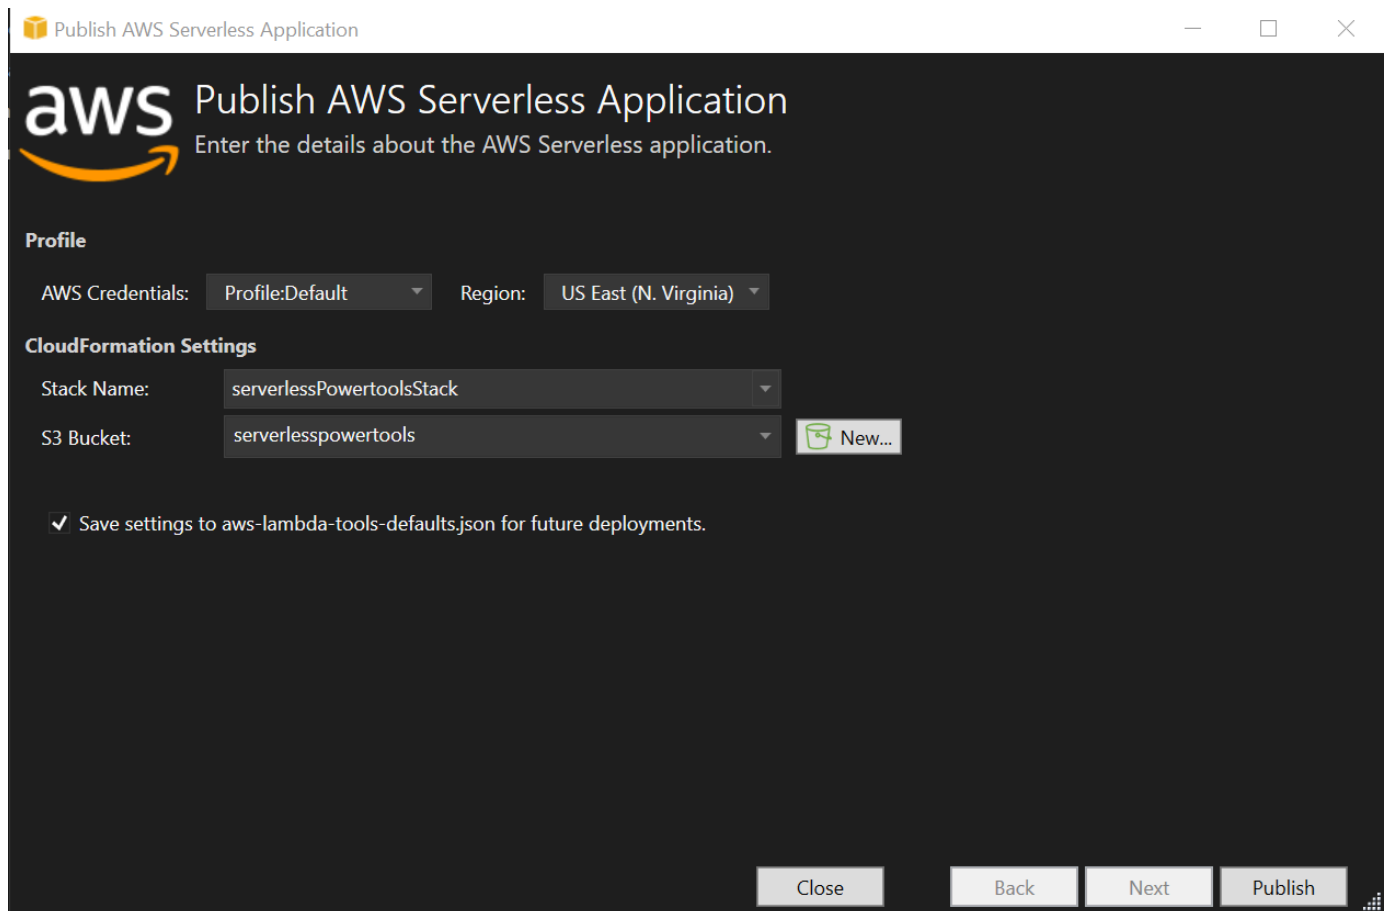 Publish AWS Serverless Application
aws
Publish AWS Serverless Application
Enter the details about the AWS Serverless application.
Profile
AWS Credentials: Profile:Default Region: US East (N. Virginia)
CloudFormation Settings
Stack Name: serverlessPowertoolsStack
S3 Bucket: serverlesspowertools New...
Save settings to aws-lambda-tools-defaults.json for future deployments.
Close Back Next Publish